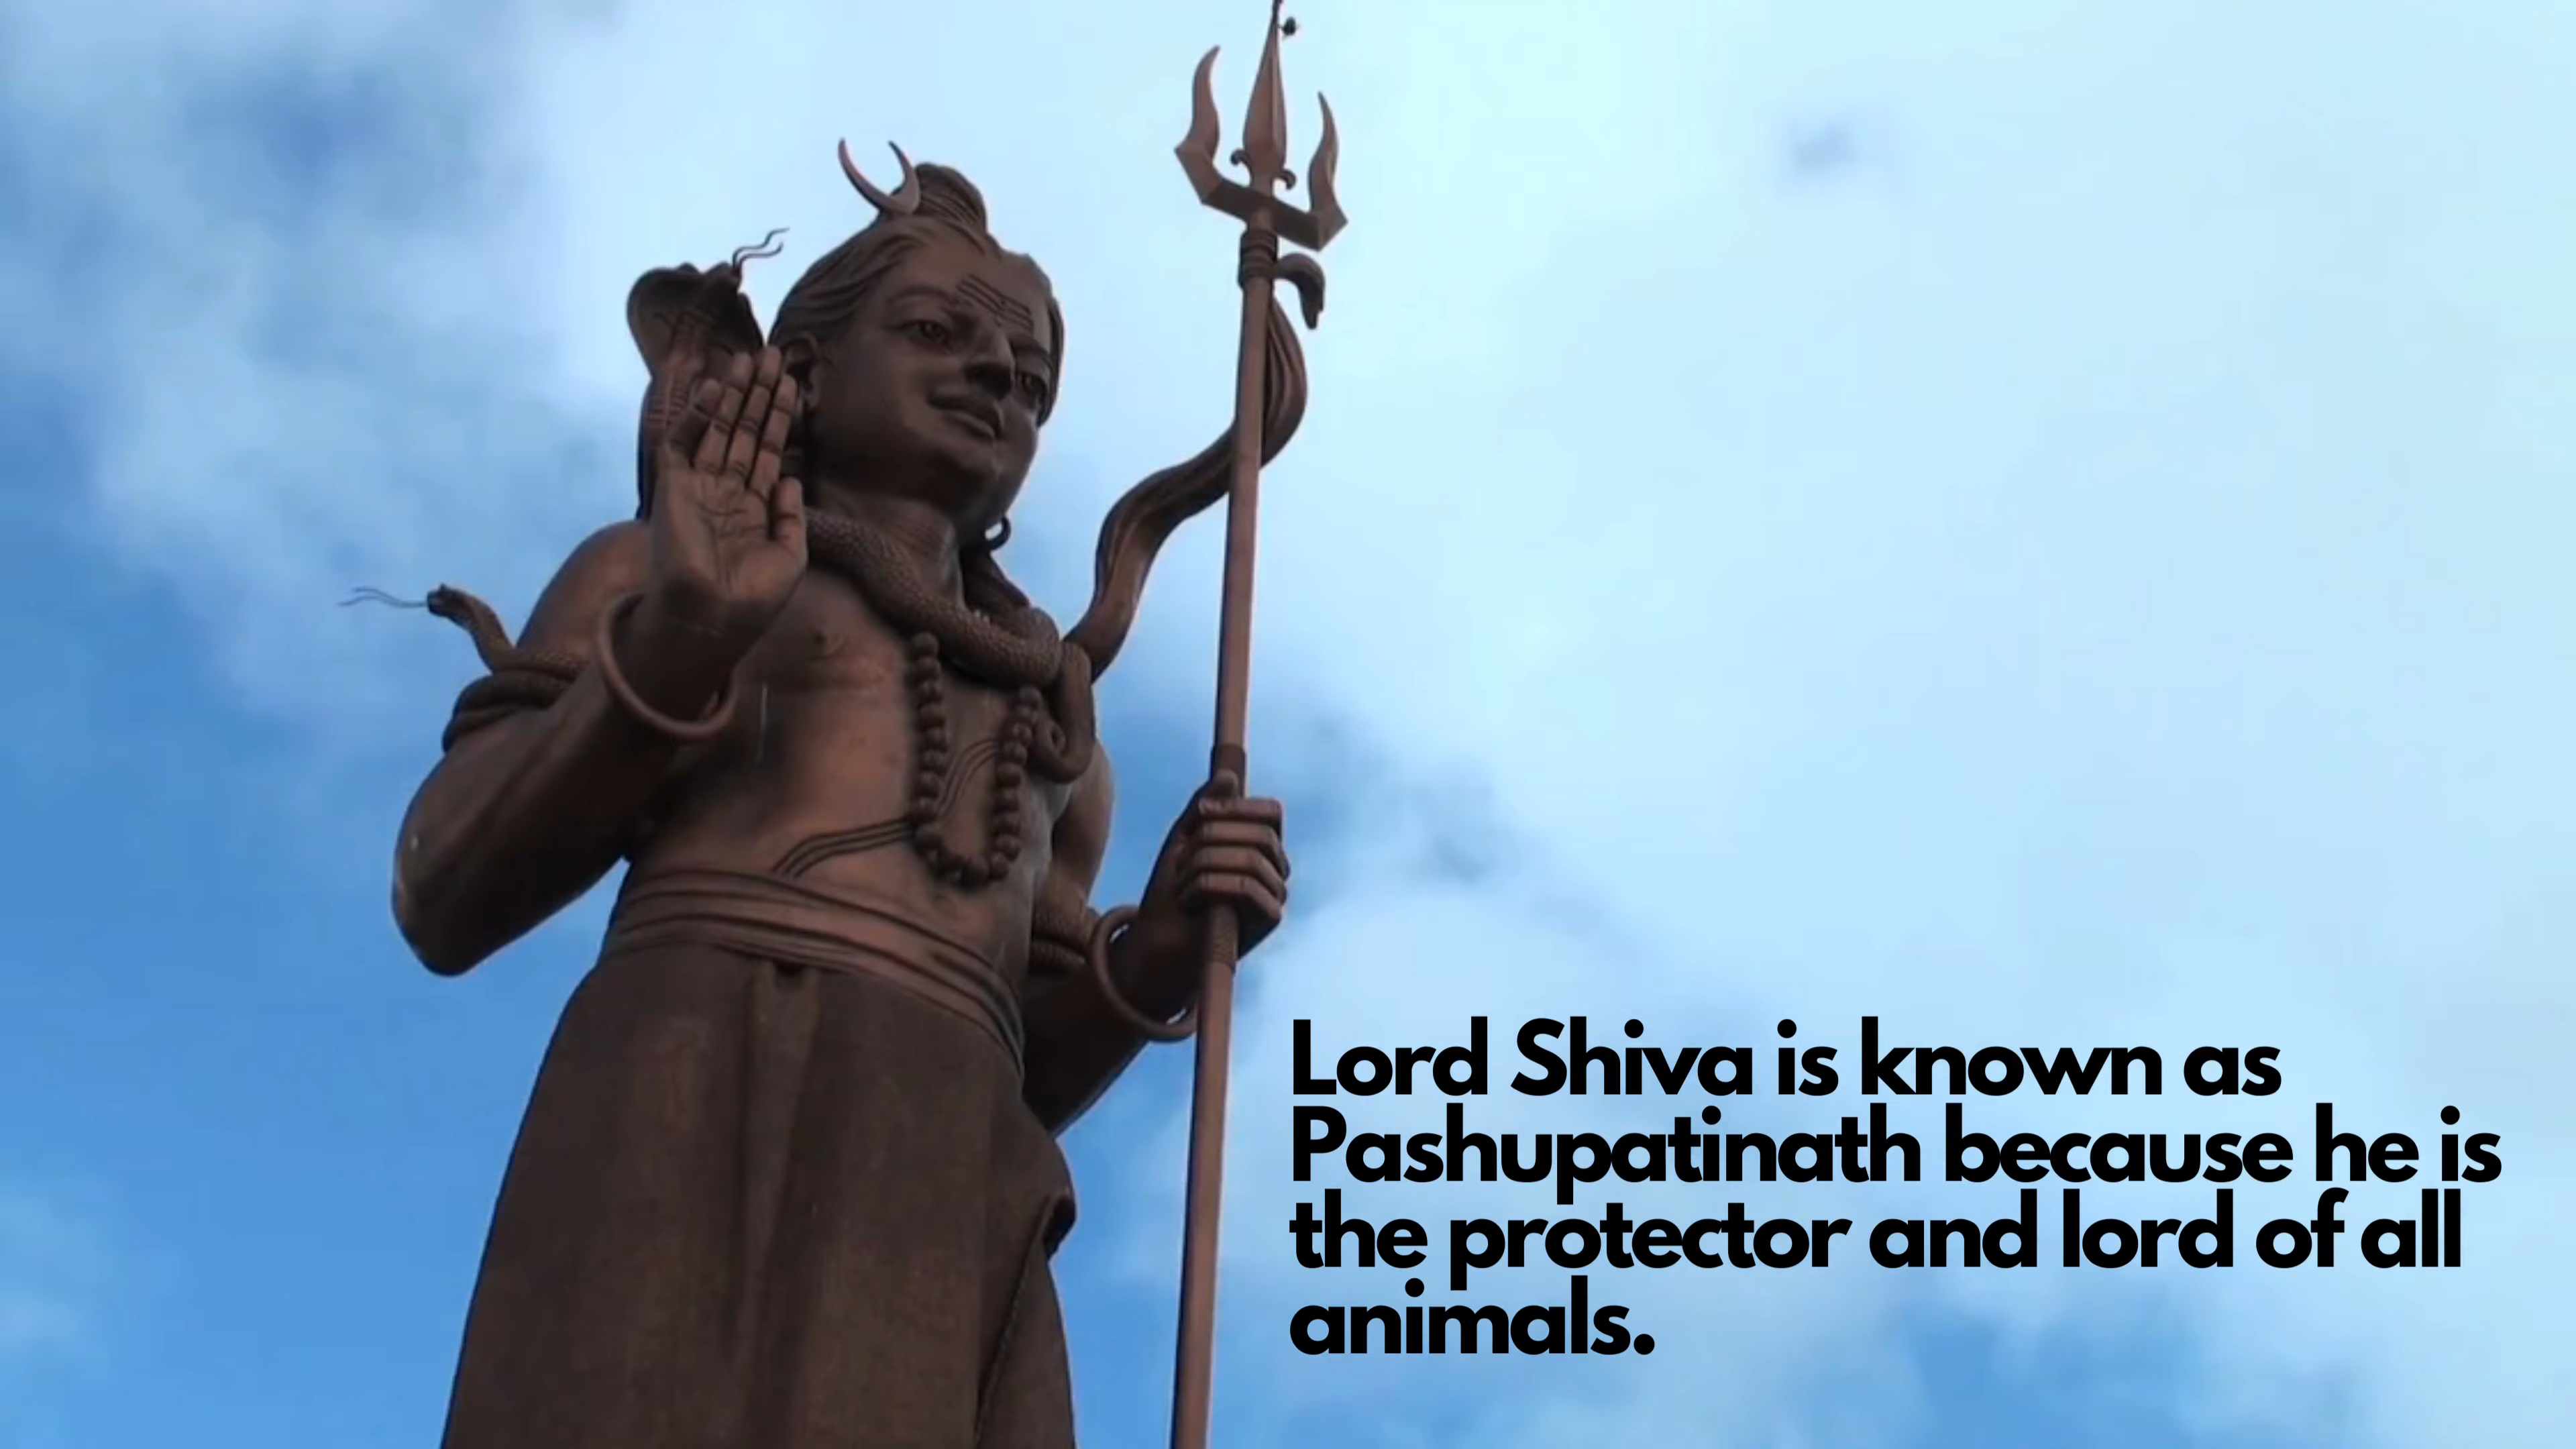 Lord Shiva is known as
Pashupatinath because he is
the protector and lord of all
animals.